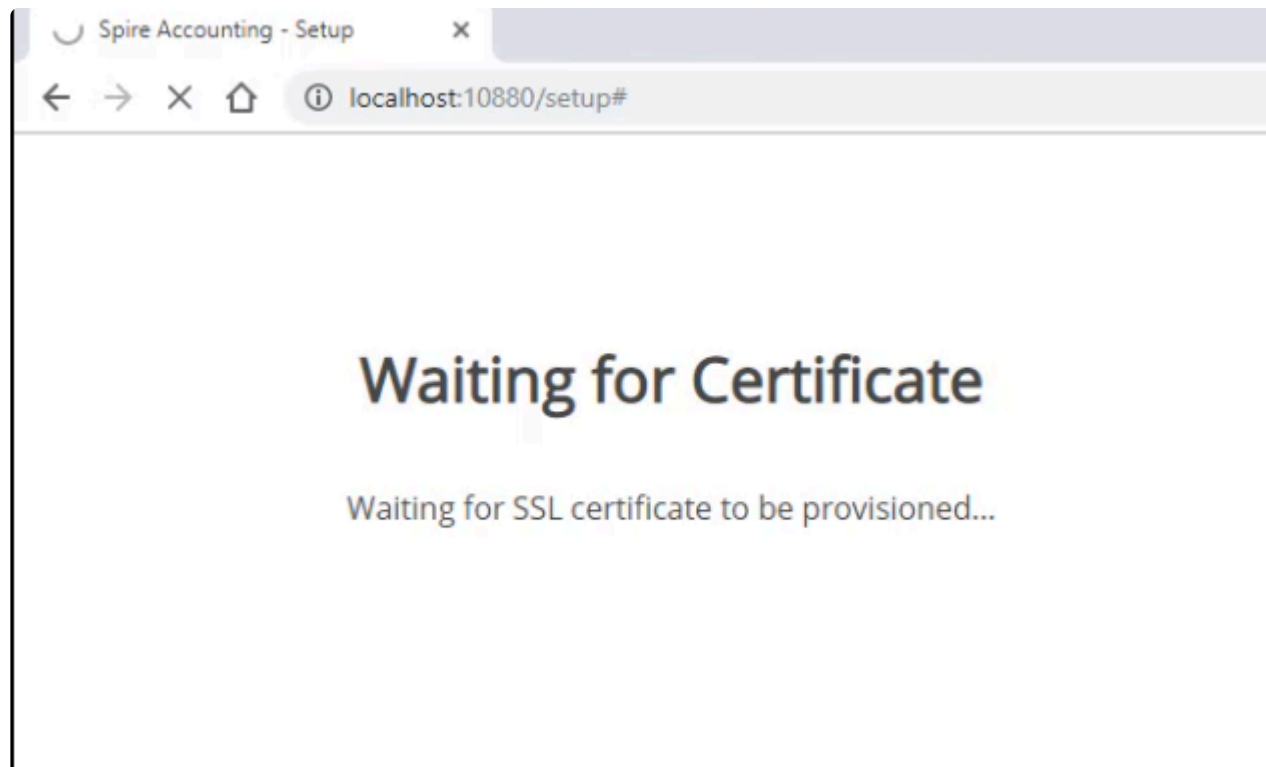 Spire Accounting - Setup
localhost:10880/setup#
Waiting for Certificate
Waiting for SSL certificate to be provisioned...